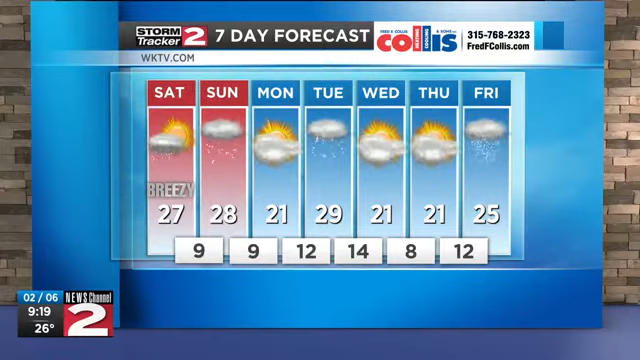 STORM Tracker 2 7 DAY FORECAST
FRED F. COLLIS & SONS INC.
collis
HEATING COOLING
315-768-2323
FredFCollis.com
WKTV.COM
SAT SUN MON TUE WED THU FRI
BREEZY
27 28 21 29 21 21 25
9 9 12 14 8 12
02 / 06
9:19
26°
NEWS Channel 2